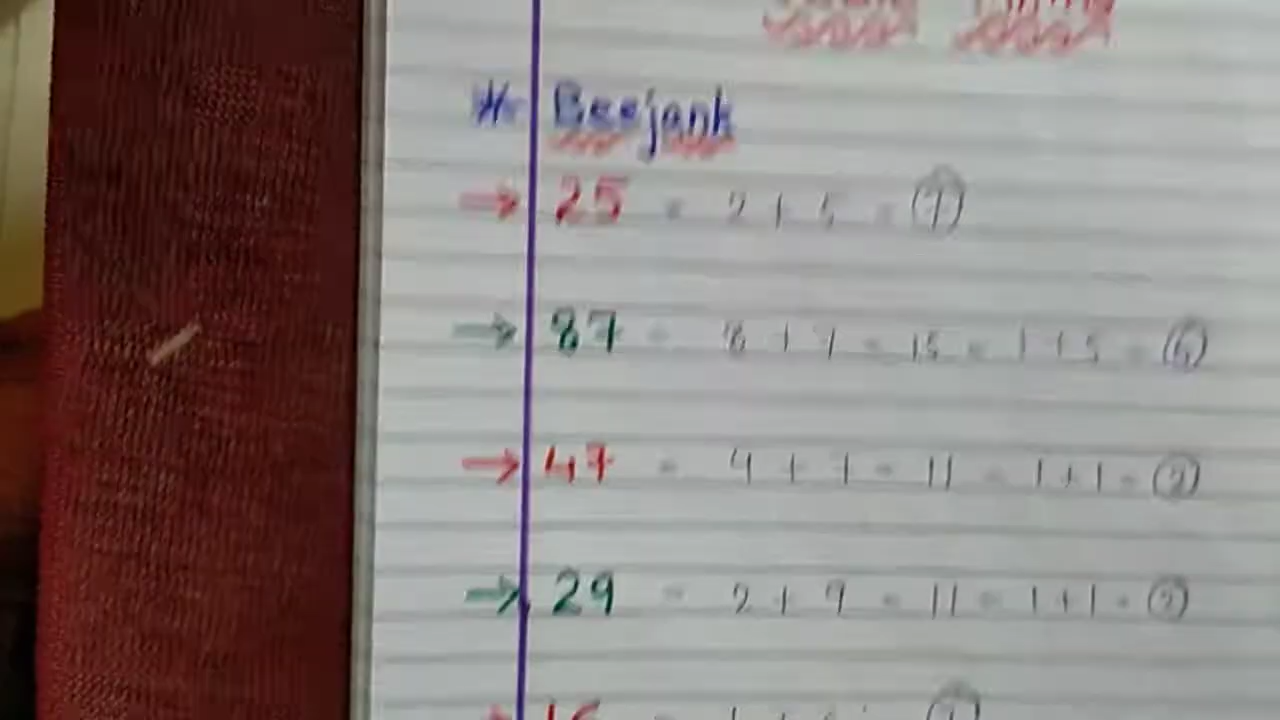 * Beejank
→ 25 = 2 + 5 = 7
→ 87 = 8 + 7 = 15 = 1 + 5 = 6
→ 47 = 4 + 7 = 11 = 1 + 1 = 2
→ 29 = 2 + 9 = 11 = 1 + 1 = 2